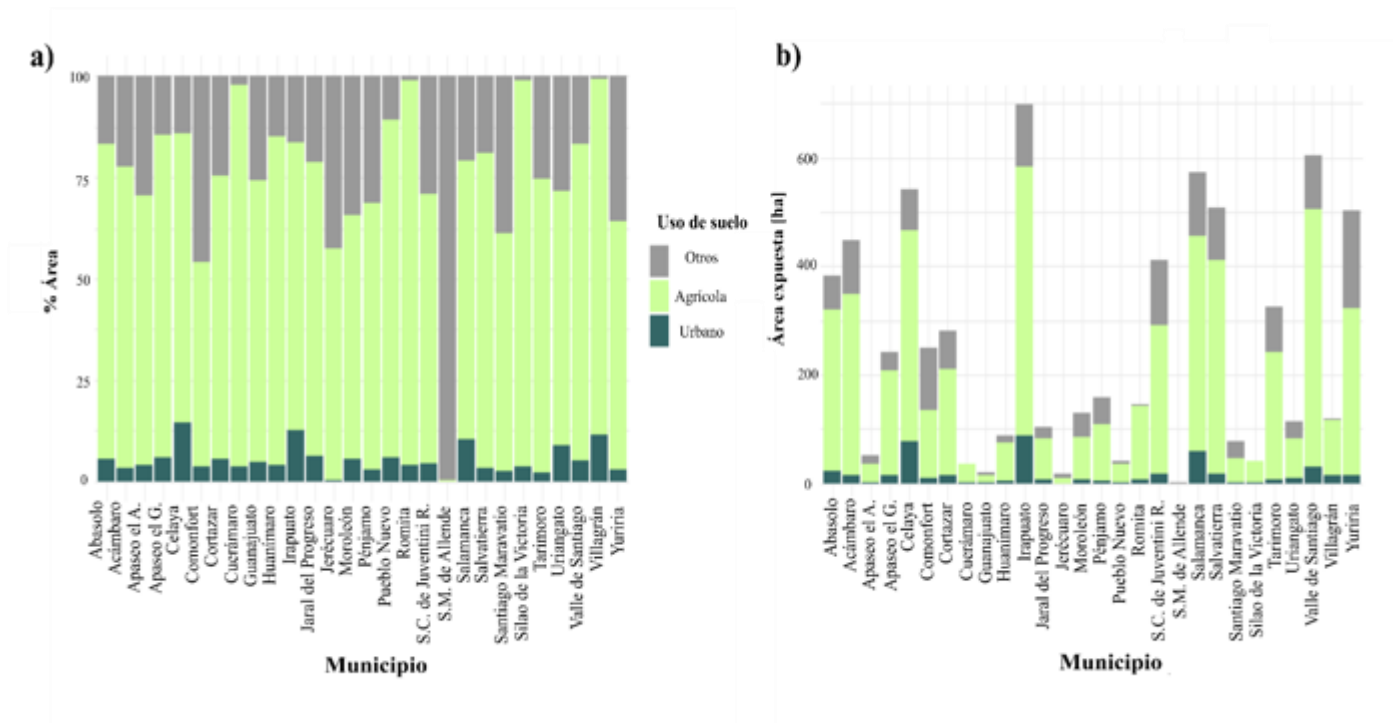 a)
100
75
50
25
0
% Área
Abasolo
Acámbaro
Apaseo el A.
Apaseo el G.
Celaya
Comonfort
Cortazar
Cuerámaro
Guanajuato
Huanímaro
Irapuato
Jaral del Progreso
Jerécuaro
Moroleón
Pénjamo
Pueblo Nuevo
Romita
S.C. de Juventini R.
S.M. de Allende
Salamanca
Salvatierra
Santiago Maravatio
Silao de la Victoria
Tarimoro
Uriangato
Valle de Santiago
Villagrán
Yuriria
Municipio
Uso de suelo
Otros
Agrícola
Urbano
b)
600
400
200
0
Área expuesta [ha]
Abasolo
Acámbaro
Apaseo el A.
Apaseo el G.
Celaya
Comonfort
Cortazar
Cuerámaro
Guanajuato
Huanímaro
Irapuato
Jaral del Progreso
Jerécuaro
Moroleón
Pénjamo
Pueblo Nuevo
Romita
S.C. de Juventini R.
S.M. de Allende
Salamanca
Salvatierra
Santiago Maravatio
Silao de la Victoria
Tarimoro
Uriangato
Valle de Santiago
Villagrán
Yuriria
Municipio